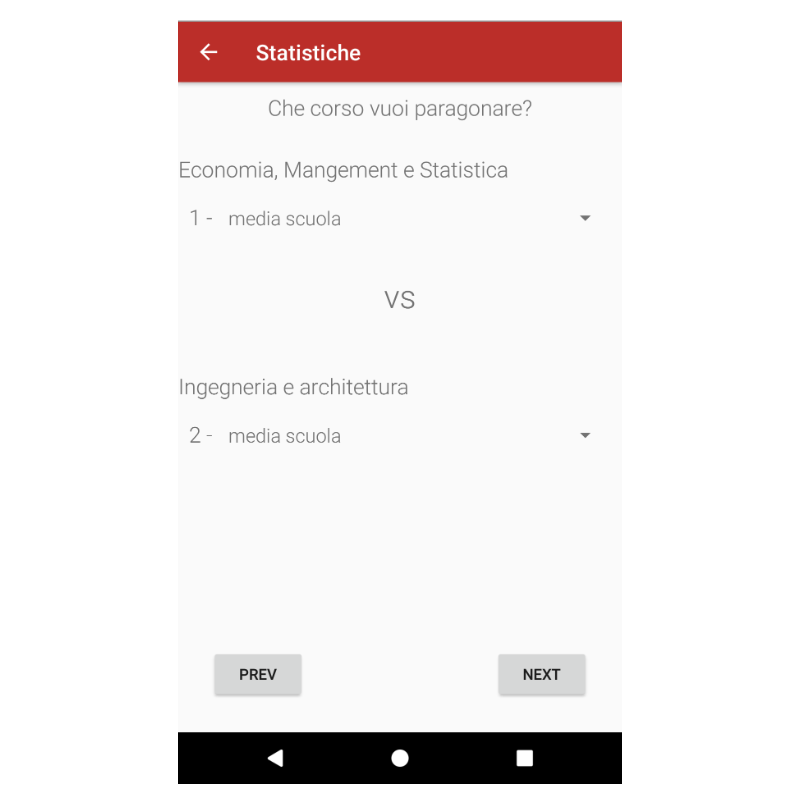 Statistiche
Che corso vuoi paragonare?
Economia, Mangement e Statistica
1 - media scuola
VS
Ingegneria e architettura
2 - media scuola
PREV NEXT